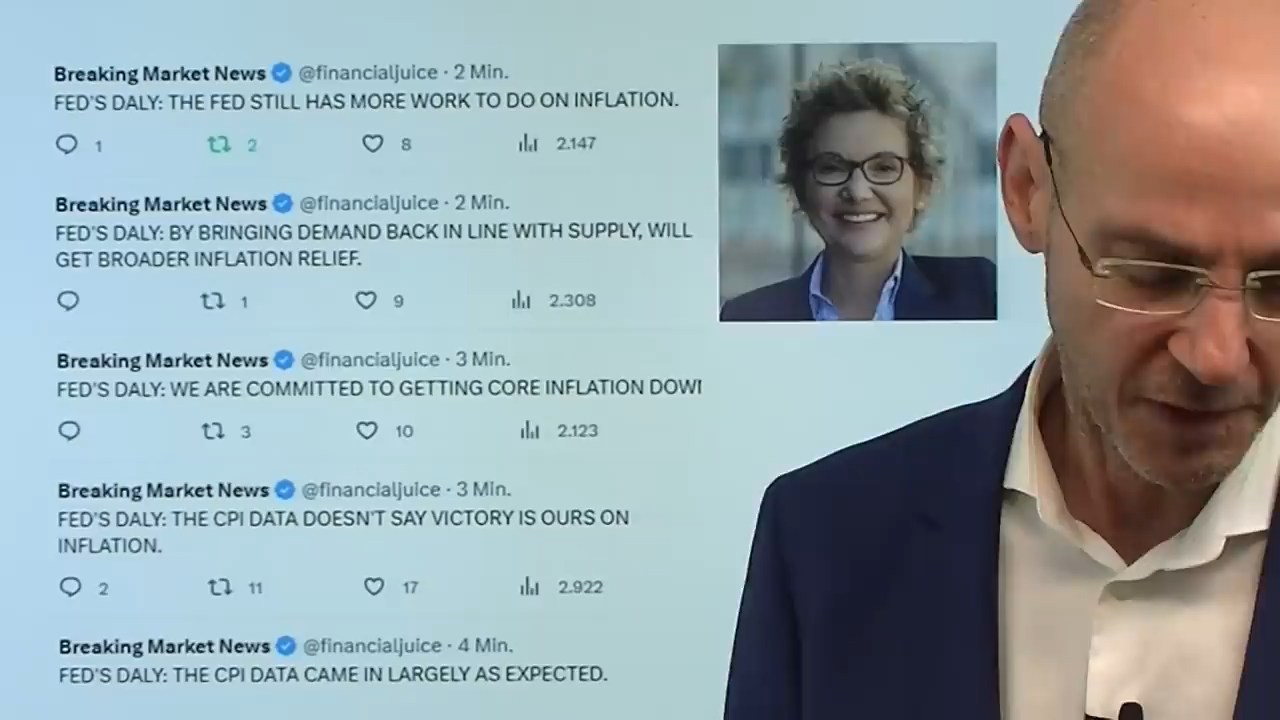 Breaking Market News @financialjuice · 2 Min.
FED'S DALY: THE FED STILL HAS MORE WORK TO DO ON INFLATION.
1 2 8 2.147
Breaking Market News @financialjuice · 2 Min.
FED'S DALY: BY BRINGING DEMAND BACK IN LINE WITH SUPPLY, WILL
GET BROADER INFLATION RELIEF.
1 9 2.308
Breaking Market News @financialjuice · 3 Min.
FED'S DALY: WE ARE COMMITTED TO GETTING CORE INFLATION
3 10 2.123
Breaking Market News @financialjuice · 3 Min.
FED'S DALY: THE CPI DATA DOESN'T SAY VICTORY IS OURS ON
INFLATION.
2 11 17 2.922
Breaking Market News @financialjuice · 4 Min.
FED'S DALY: THE CPI DATA CAME IN LARGELY AS EXPECTED.